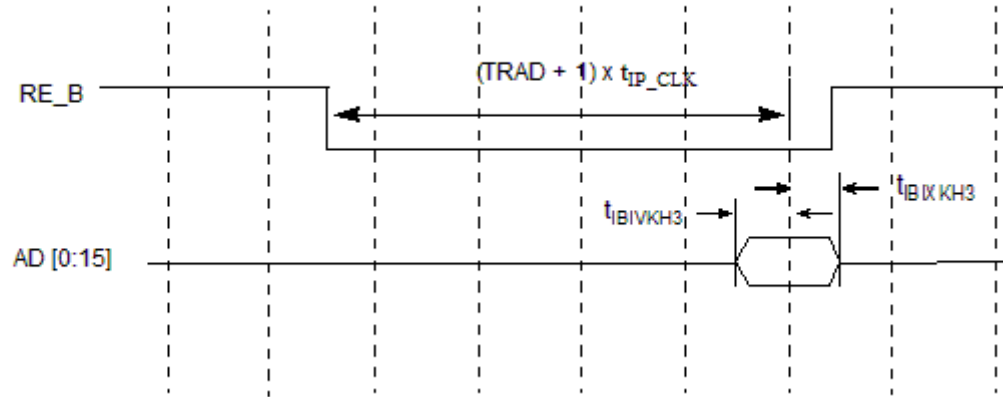 (TRAD + 1) x tIP_CLK
RE_B
tIBIXKH3
tIBIVKH3
AD [0:15]